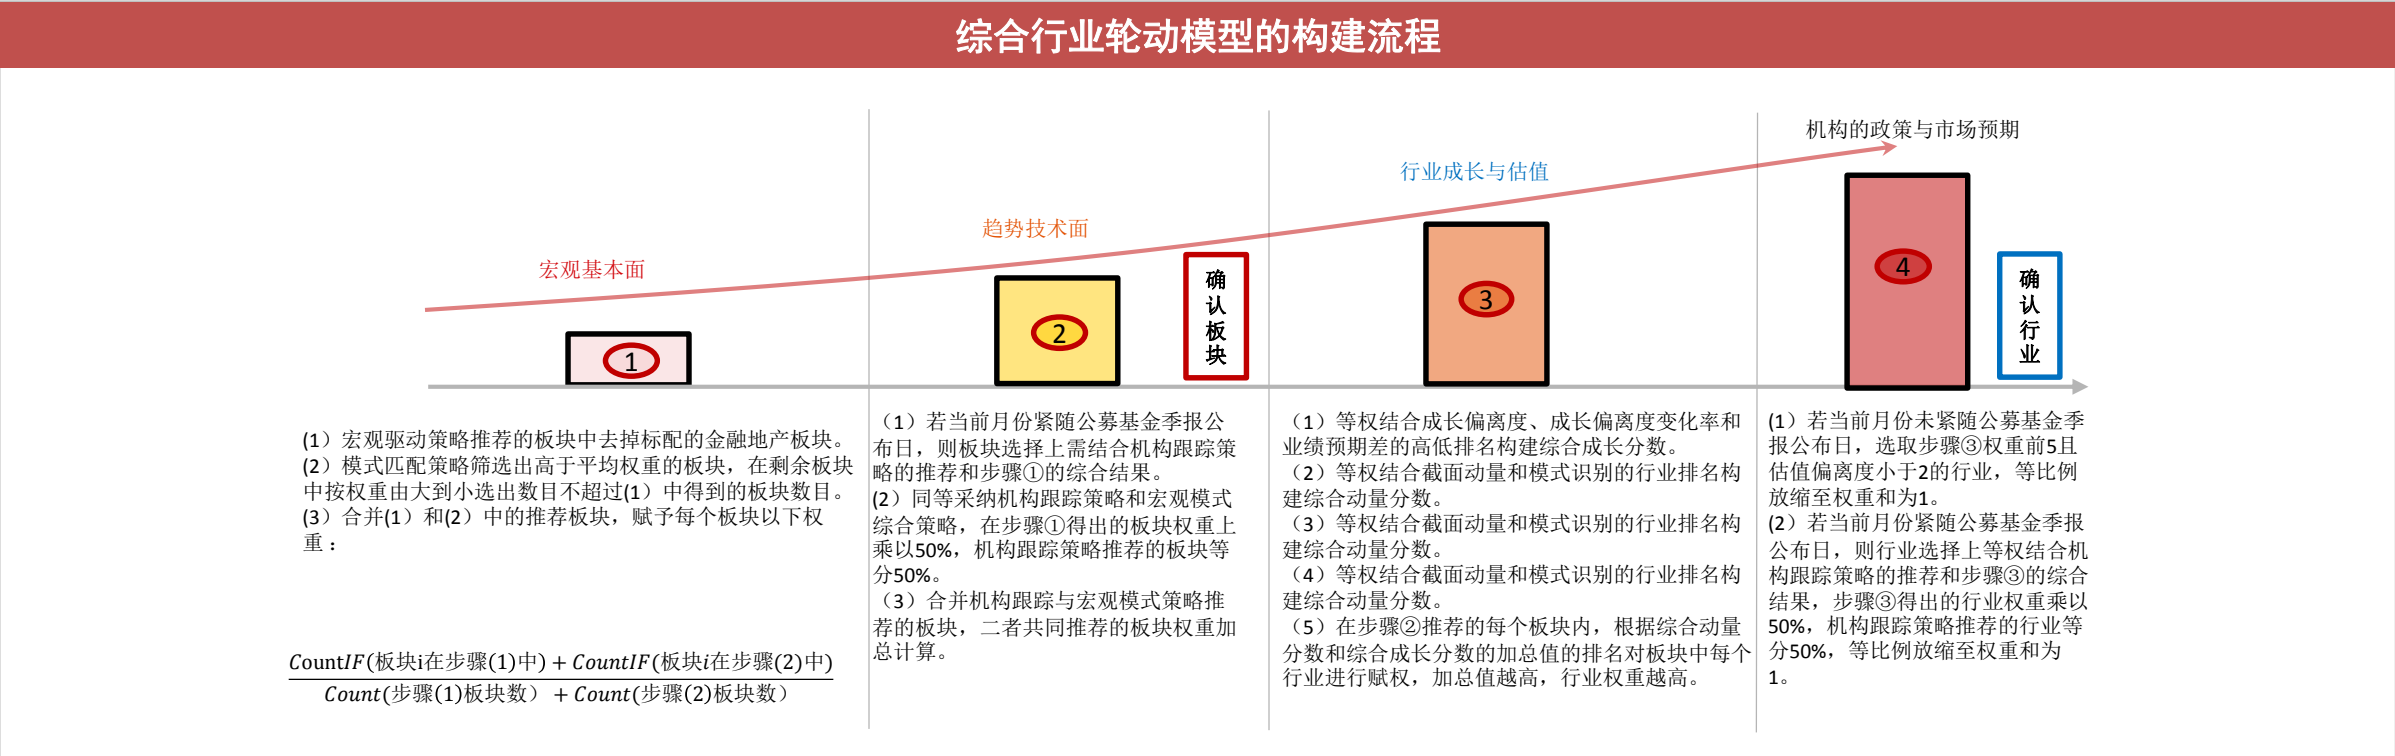 综合行业轮动模型的构建流程
机构的政策与市场预期
行业成长与估值
趋势技术面
宏观基本面
1
2
确
认
板
块
3
4
确
认
行
业
(1）宏观驱动策略推荐的板块中去掉标配的金融地产板块。
(2）模式匹配策略筛选出高于平均权重的板块，在剩余板块
中按权重由大到小选出数目不超过(1）中得到的板块数目。
(3）合并(1）和(2）中的推荐板块，赋予每个板块以下权
重：
CountIF(板块i在步骤(1)中) + CountIF(板块i在步骤(2)中)
Count(步骤(1)板块数） + Count(步骤(2)板块数）
（1）若当前月份紧随公募基金季报公
布日，则板块选择上需结合机构跟踪策
略的推荐和步骤①的综合结果。
(2）同等采纳机构跟踪策略和宏观模式
综合策略，在步骤①得出的板块权重上
乘以50%，机构跟踪策略推荐的板块等
分50%。
（3）合并机构跟踪与宏观模式策略推
荐的板块，二者共同推荐的板块权重加
总计算。
（1）等权结合成长偏离度、成长偏离度变化率和
业绩预期差的高低排名构建综合成长分数。
（2）等权结合截面动量和模式识别的行业排名构
建综合动量分数。
（3）等权结合截面动量和模式识别的行业排名构
建综合动量分数。
（4）等权结合截面动量和模式识别的行业排名构
建综合动量分数。
（5）在步骤②推荐的每个板块内，根据综合动量
分数和综合成长分数的加总值的排名对板块中每个
行业进行赋权，加总值越高，行业权重越高。
(1）若当前月份未紧随公募基金季
报公布日，选取步骤③权重前5且
估值偏离度小于2的行业，等比例
放缩至权重和为1。
(2）若当前月份紧随公募基金季报
公布日，则行业选择上等权结合机
构跟踪策略的推荐和步骤③的综合
结果，步骤③得出的行业权重乘以
50%，机构跟踪策略推荐的行业等
分50%，等比例放缩至权重和为
1。